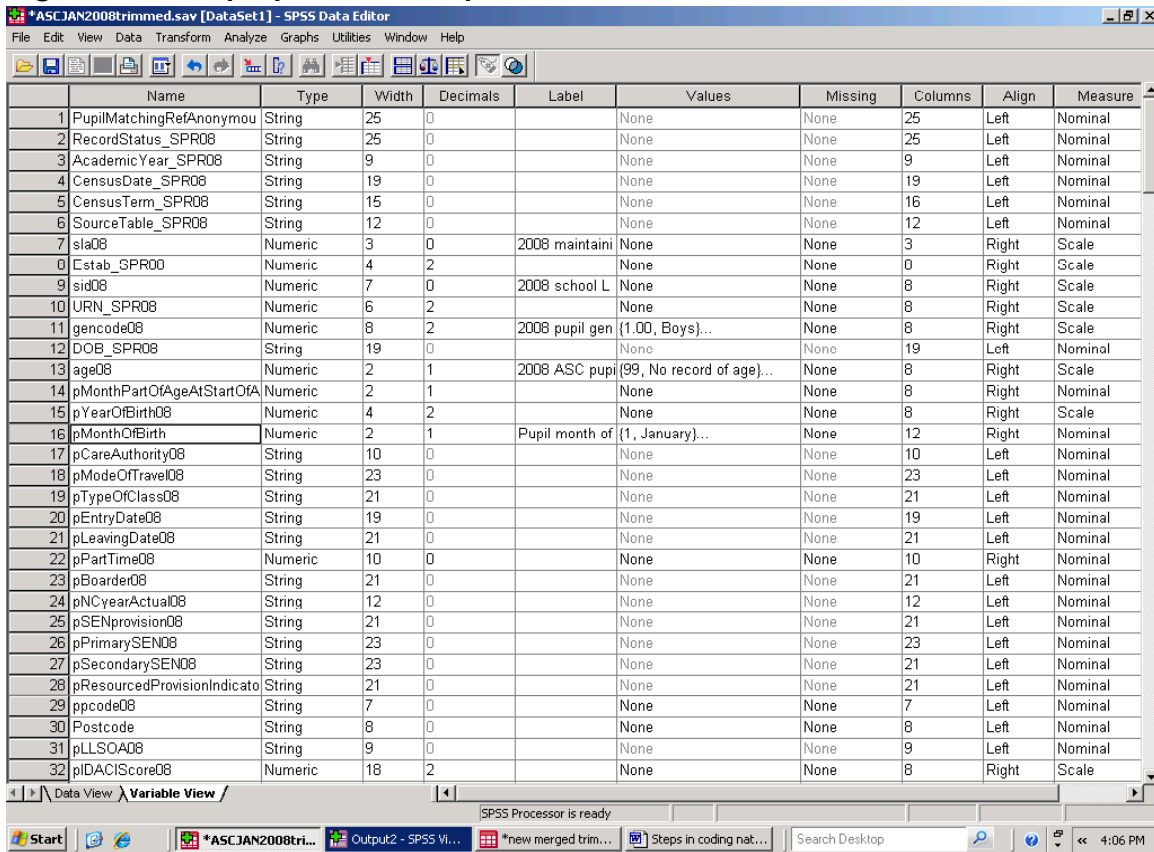 *ASCJAN2008trimmed.sav [DataSet1] - SPSS Data Editor
File Edit View Data Transform Analyze Graphs Utilities Window Help
Name Type Width Decimals Label Values Missing Columns Align Measure
1 PupilMatchingRefAnonymou String 25 0 None None 25 Left Nominal
2 RecordStatus_SPR08 String 25 0 None None 25 Left Nominal
3 AcademicYear_SPR08 String 9 0 None None 9 Left Nominal
4 CensusDate_SPR08 String 19 0 None None 19 Left Nominal
5 CensusTerm_SPR08 String 15 0 None None 16 Left Nominal
6 SourceTable_SPR08 String 12 0 None None 12 Left Nominal
7 sla08 Numeric 3 0 2008 maintaini None None 3 Right Scale
8 Estab_SPR08 Numeric 4 2 None None 8 Right Scale
9 sid08 Numeric 7 0 2008 school L None None 8 Right Scale
10 URN_SPR08 Numeric 6 2 None None 8 Right Scale
11 gencode08 Numeric 8 2 2008 pupil gen {1.00, Boys}... None 8 Right Scale
12 DOB_SPR08 String 19 0 None None 19 Left Nominal
13 age08 Numeric 2 1 2008 ASC pupi {99, No record of age}... None 8 Right Scale
14 pMonthPartOfAgeAtStartOfA Numeric 2 1 None None 8 Right Nominal
15 pYearOfBirth08 Numeric 4 2 None None 8 Right Scale
16 pMonthOfBirth Numeric 2 1 Pupil month of {1, January}... None 12 Right Nominal
17 pCareAuthority08 String 10 0 None None 10 Left Nominal
18 pModeOfTravel08 String 23 0 None None 23 Left Nominal
19 pTypeOfClass08 String 21 0 None None 21 Left Nominal
20 pEntryDate08 String 19 0 None None 19 Left Nominal
21 pLeavingDate08 String 21 0 None None 21 Left Nominal
22 pPartTime08 Numeric 10 0 None None 10 Right Nominal
23 pBoarder08 String 21 0 None None 21 Left Nominal
24 pNCyearActual08 String 12 0 None None 12 Left Nominal
25 pSENprovision08 String 21 0 None None 21 Left Nominal
26 pPrimarySEN08 String 23 0 None None 23 Left Nominal
27 pSecondarySEN08 String 23 0 None None 21 Left Nominal
28 pResourcedProvisionIndicato String 21 0 None None 21 Left Nominal
29 ppcode08 String 7 0 None None 7 Left Nominal
30 Postcode String 8 0 None None 8 Left Nominal
31 pLLSOA08 String 9 0 None None 9 Left Nominal
32 pIDACIScore08 Numeric 18 2 None None 8 Right Scale
Data View Variable View
SPSS Processor is ready
Start *ASCJAN2008tri... Output2 - SPSS Vi... *new merged trim... Steps in coding nat... Search Desktop « 4:06 PM